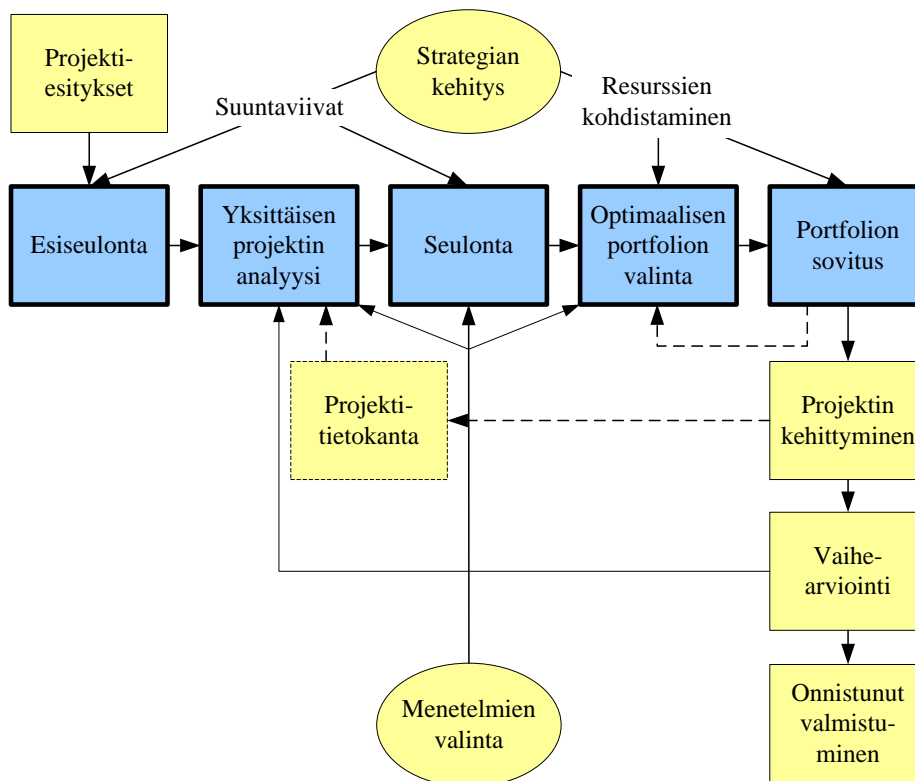 Projekti-
esitykset
Strategian
kehitys
Suuntaviivat
Resurssien
kohdistaminen
Esiseulonta
Yksittäisen
projektin
analyysi
Seulonta
Optimaalisen
portfolion
valinta
Portfolion
sovitus
Projekti-
tietokanta
Projektin
kehittyminen
Vaihe-
arviointi
Menetelmien
valinta
Onnistunut
valmistu-
minen